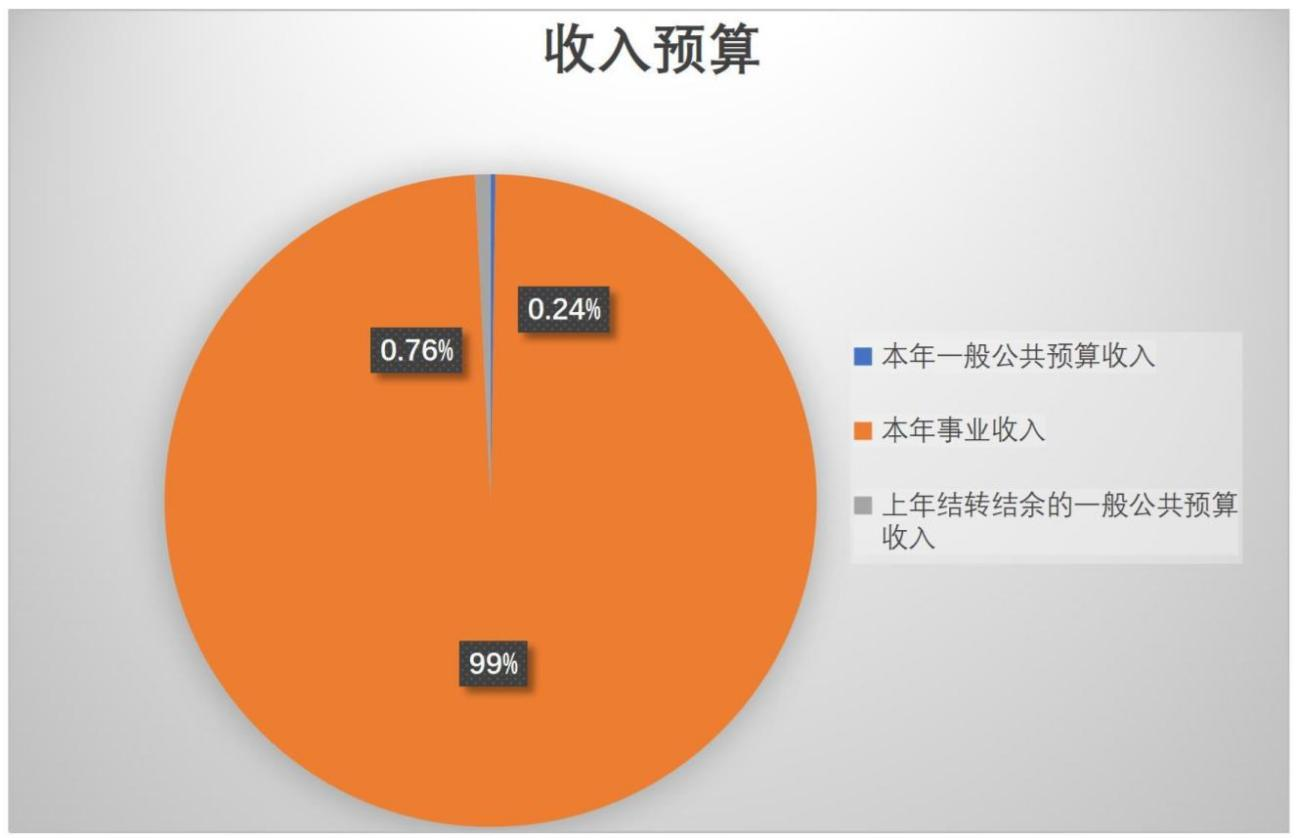 收入预算
0.24%
0.76%
99%
本年一般公共预算收入
本年事业收入
上年结转结余的一般公共预算
收入